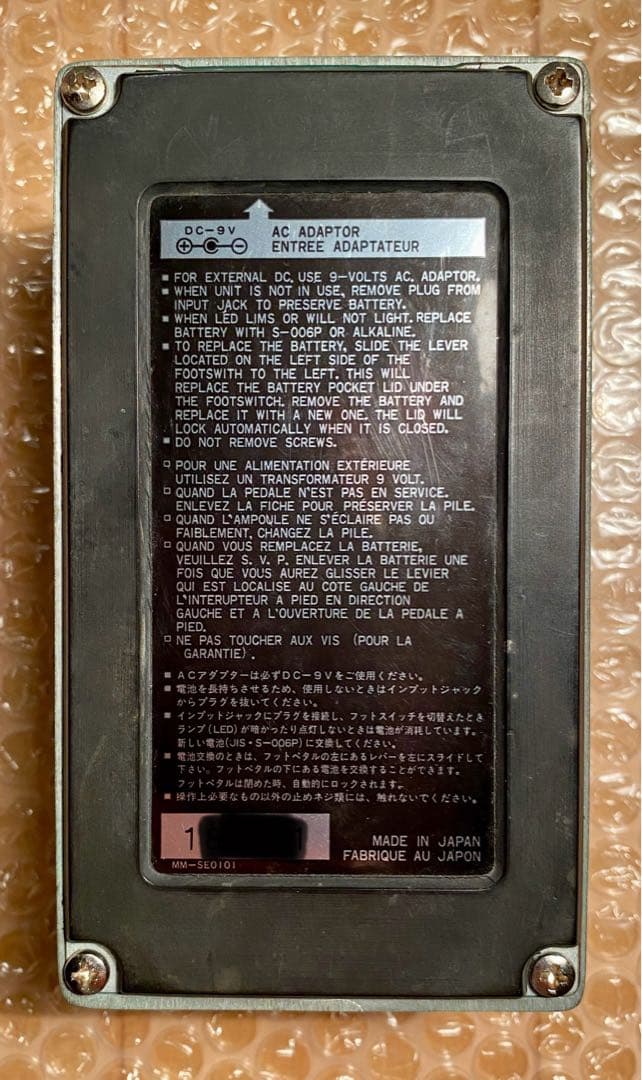 DC-9V
AC ADAPTOR
ENTREE ADAPTATEUR
FOR EXTERNAL DC, USE 9-VOLTS AC, ADAPTOR.
WHEN UNIT IS NOT IN USE, REMOVE PLUG FROM
INPUT JACK TO PRESERVE BATTERY.
WHEN LED LIMS OR WILL NOT LIGHT. REPLACE
BATTERY WITH S-006P OR ALKALINE.
TO REPLACE THE BATTERY, SLIDE THE LEVER
LOCATED ON THE LEFT SIDE OF THE
FOOTSWITH TO THE LEFT. THIS WILL
REPLACE THE BATTERY POCKET LID UNDER
THE FOOTSWITCH. REMOVE THE BATTERY AND
REPLACE IT WITH A NEW ONE. THE LID WILL
LOCK AUTOMATICALLY WHEN IT IS CLOSED.
DO NOT REMOVE SCREWS.
POUR UNE ALIMENTATION EXTÉRIEURE
UTILISEZ UN TRANSFORMATEUR 9 VOLT.
QUAND LA PEDALE N'EST PAS EN SERVICE.
ENLEVEZ LA FICHE POUR PRÉSERVER LA PILE.
QUAND L'AMPOULE NE S'ÉCLAIRE PAS OU
FAIBLEMENT, CHANGEZ LA PILE.
QUAND VOUS REMPLACEZ LA BATTERIE,
VEUILLEZ S. V. P. ENLEVER LA BATTERIE UNE
FOIS QUE VOUS AUREZ GLISSER LE LEVIER
QUI EST LOCALISE AU COTE GAUCHE DE
L'INTERUPTEUR A PIED EN DIRECTION
GAUCHE ET A L'OUVERTURE DE LA PEDALE A
PIED.
NE PAS TOUCHER AUX VIS (POUR LA
GARANTIE).
ACアダプターは必ずDC-9Vをご使用ください。
電池を長持ちさせるため、使用しないときはインプットジャック
からプラグを抜いてください。
インプットジャックにプラグを接続し、フットスイッチを切替えたとき
ランプ(LED)が暗かったり点灯しないときは電池が消耗しています。
新しい電池(JIS・S-006P)に交換してください。
電池交換のときは、フットペタルの左にあるレバーを左にスライドして
下さい。フットペタルの下にある電池を交換することができます。
フットペタルは閉めた時、自動的にロックされます。
操作上必要なもの以外の止めネジ類には、触れないでください。
1 1
MADE IN JAPAN
FABRIQUE AU JAPON
MM-SE0101